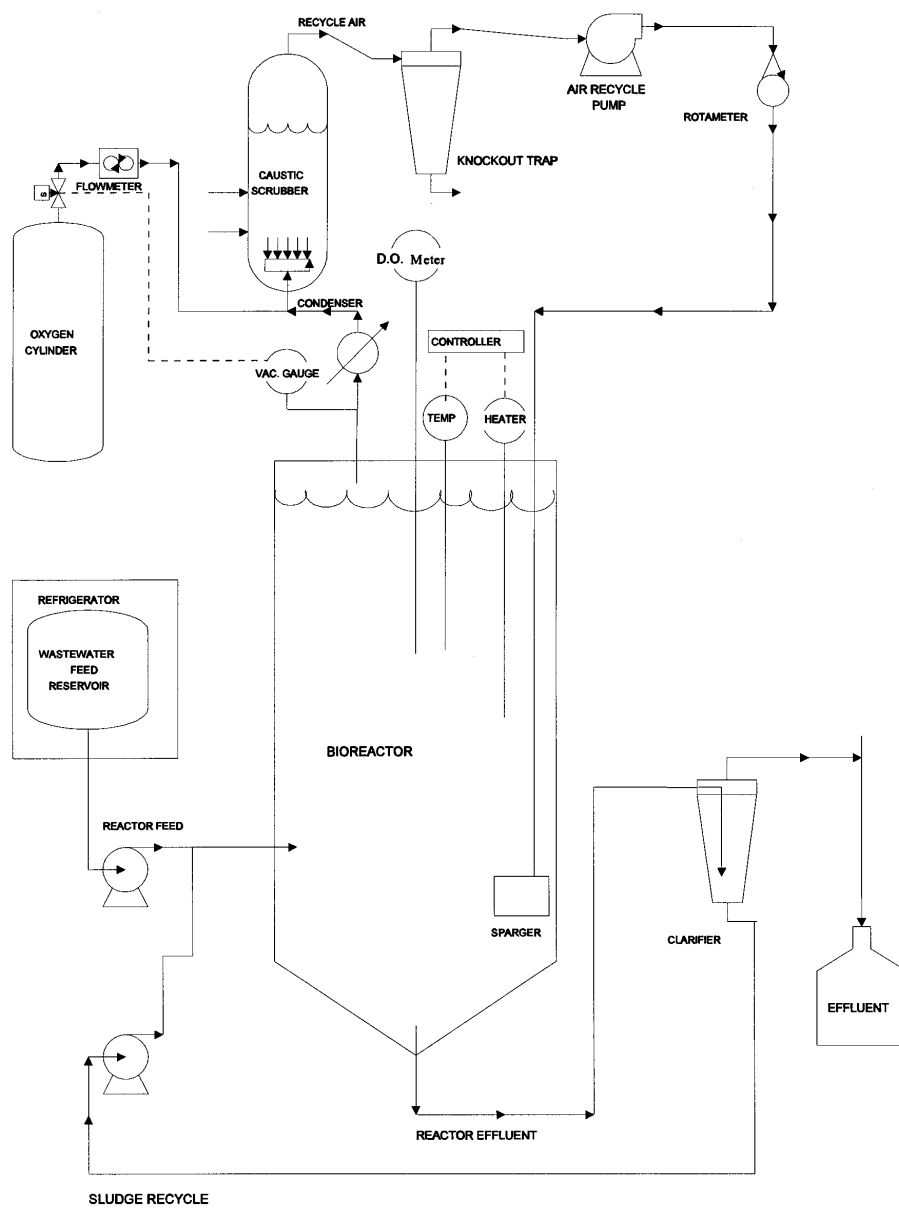 RECYCLE AIR
AIR RECYCLE
PUMP
ROTAMETER
KNOCKOUT TRAP
CAUSTIC
SCRUBBER
S
FLOWMETER
D.O. Meter
CONDENSER
CONTROLLER
OXYGEN
CYLINDER
VAC. GAUGE
TEMP
HEATER
REFRIGERATOR
WASTEWATER
FEED
RESERVOIR
BIOREACTOR
REACTOR FEED
SPARGER
CLARIFIER
EFFLUENT
REACTOR EFFLUENT
SLUDGE RECYCLE